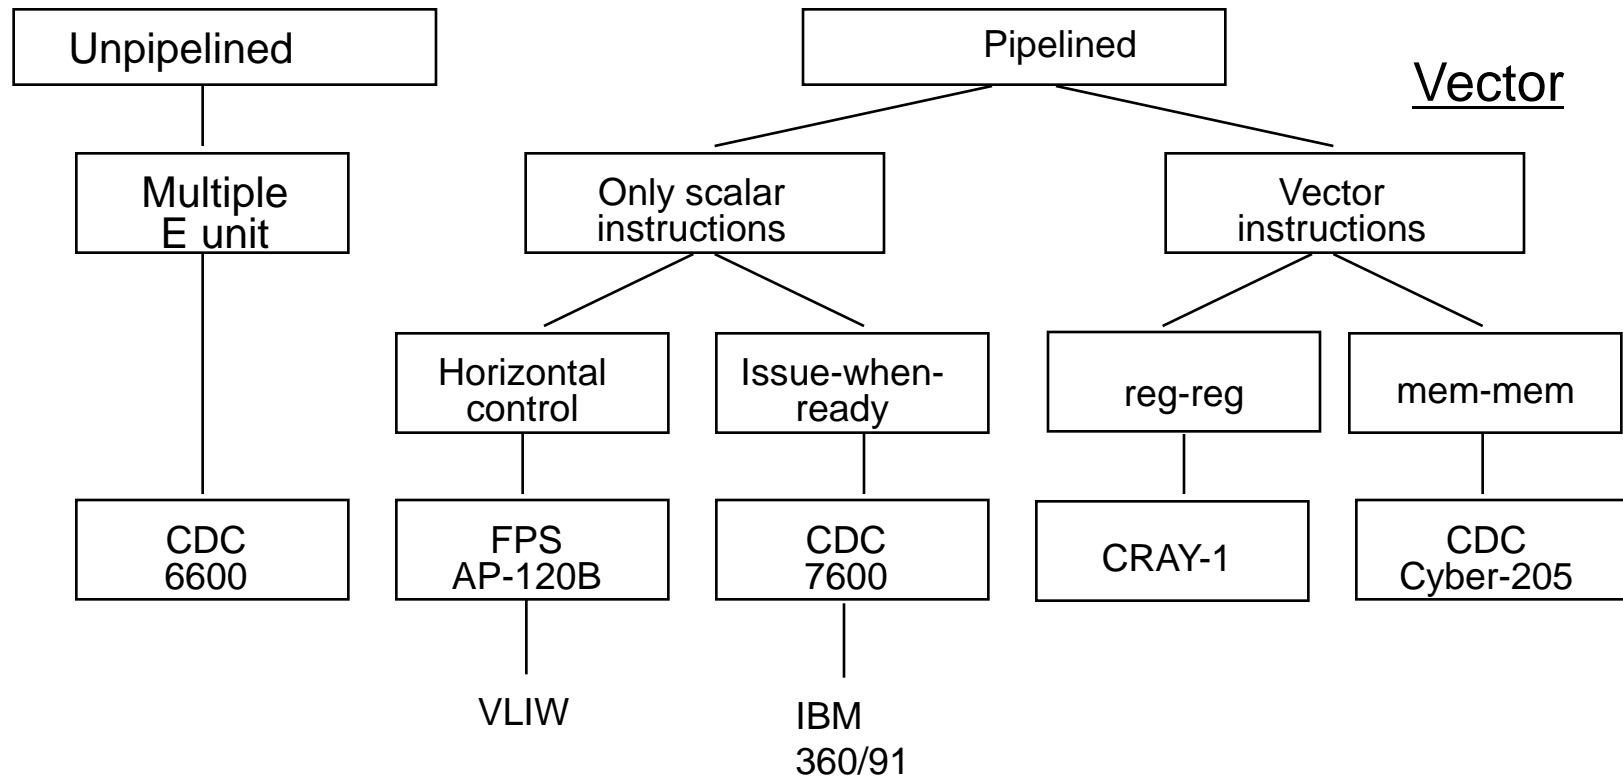 Unpipelined
Pipelined
Vector
Multiple
E unit
Only scalar
instructions
Vector
instructions
Horizontal
control
Issue-when-
ready
reg-reg
mem-mem
CDC
6600
FPS
AP-120B
CDC
7600
CRAY-1
CDC
Cyber-205
VLIW
IBM
360/91